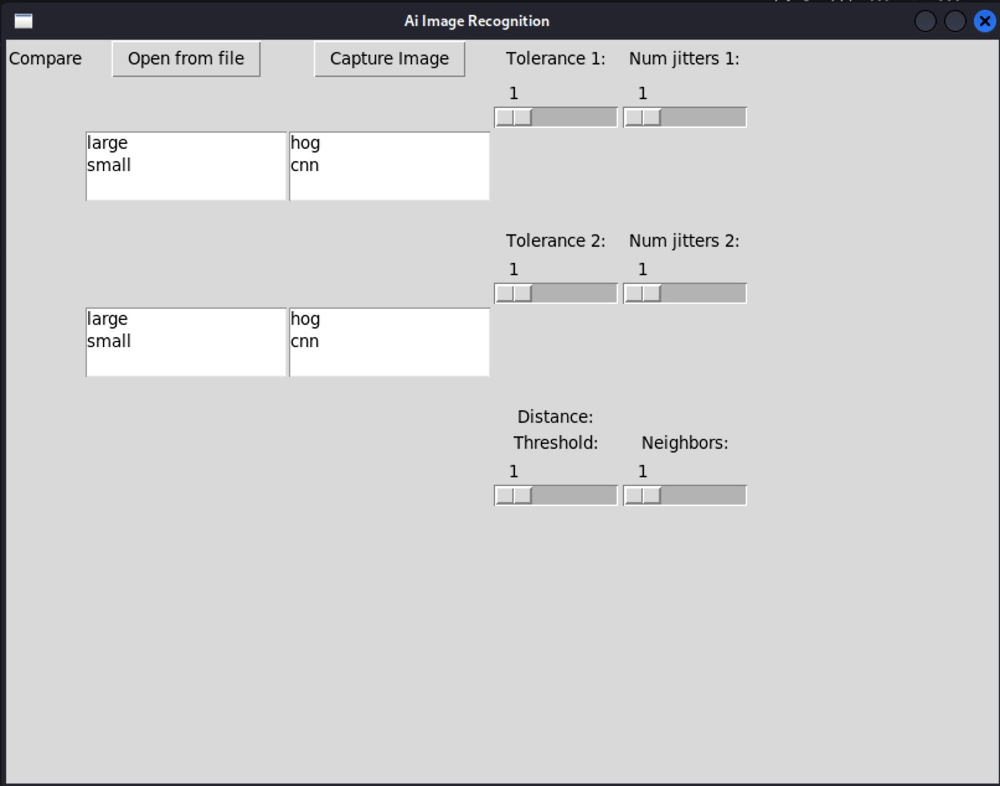 Ai Image Recognition
Compare
Open from file
Capture Image
Tolerance 1:
Num jitters 1:
1
1
large
small
hog
cnn
Tolerance 2:
Num jitters 2:
1
1
large
small
hog
cnn
Distance:
Threshold:
Neighbors:
1
1